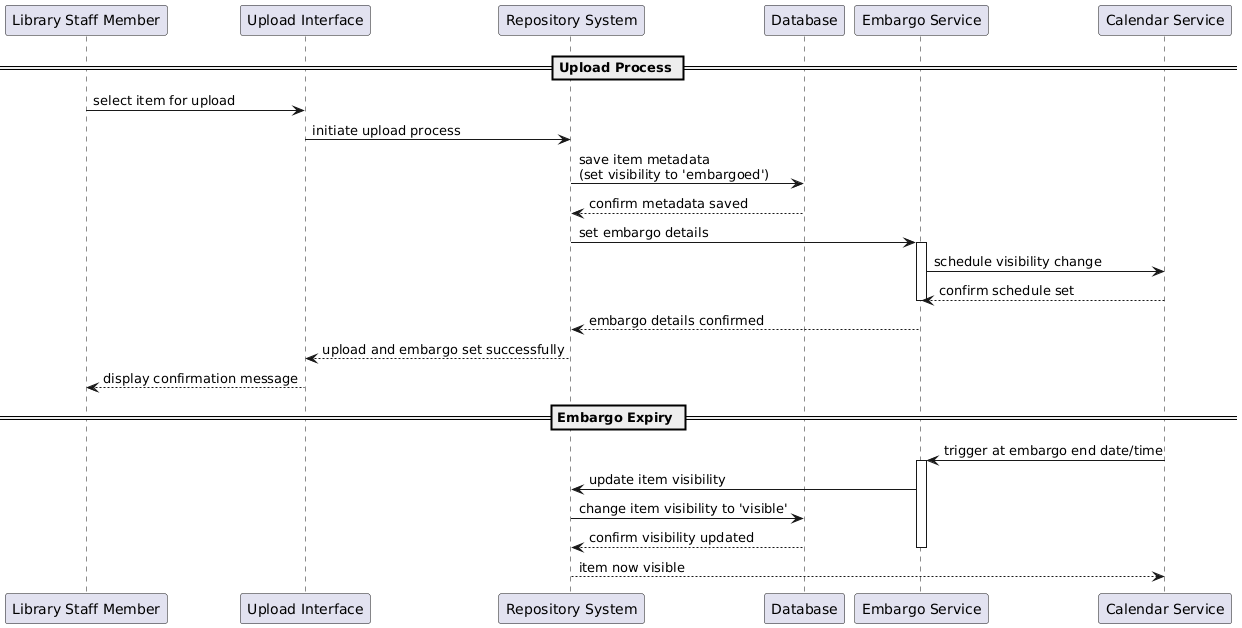 Library Staff Member
Upload Interface
Repository System
Database
Embargo Service
Calendar Service
Upload Process
select item for upload
initiate upload process
save item metadata
(set visibility to 'embargoed')
confirm metadata saved
set embargo details
schedule visibility change
confirm schedule set
embargo details confirmed
upload and embargo set successfully
display confirmation message
Embargo Expiry
trigger at embargo end date/time
update item visibility
change item visibility to 'visible'
confirm visibility updated
item now visible
Library Staff Member
Upload Interface
Repository System
Database
Embargo Service
Calendar Service